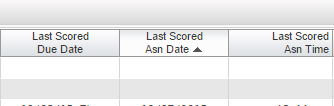 Last Scored Last Scored Last Scored
Due Date Asn Date Asn Time